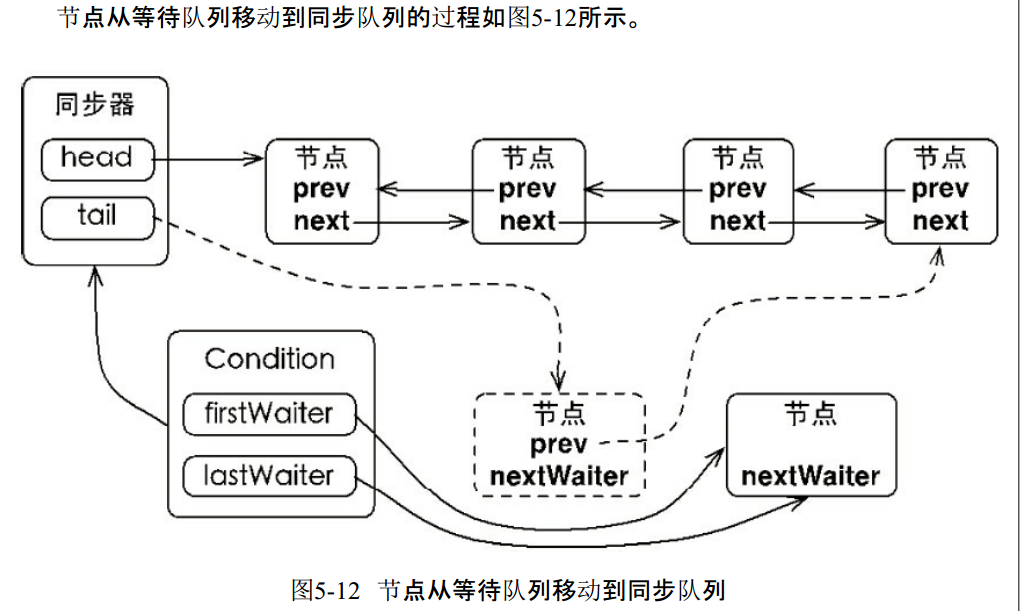 节点从等待队列移动到同步队列的过程如图5-12所示。
同步器
head
tail
节点
prev
next
节点
prev
next
节点
prev
next
节点
prev
next
Condition
firstWaiter
lastWaiter
节点
prev
nextWaiter
节点
nextWaiter
图5-12 节点从等待队列移动到同步队列